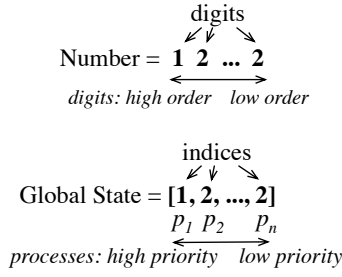 digits
Number = 1 2 ... 2
digits: high order low order
indices
Global State = [1, 2, ..., 2]
p1 p2 pn
processes: high priority low priority